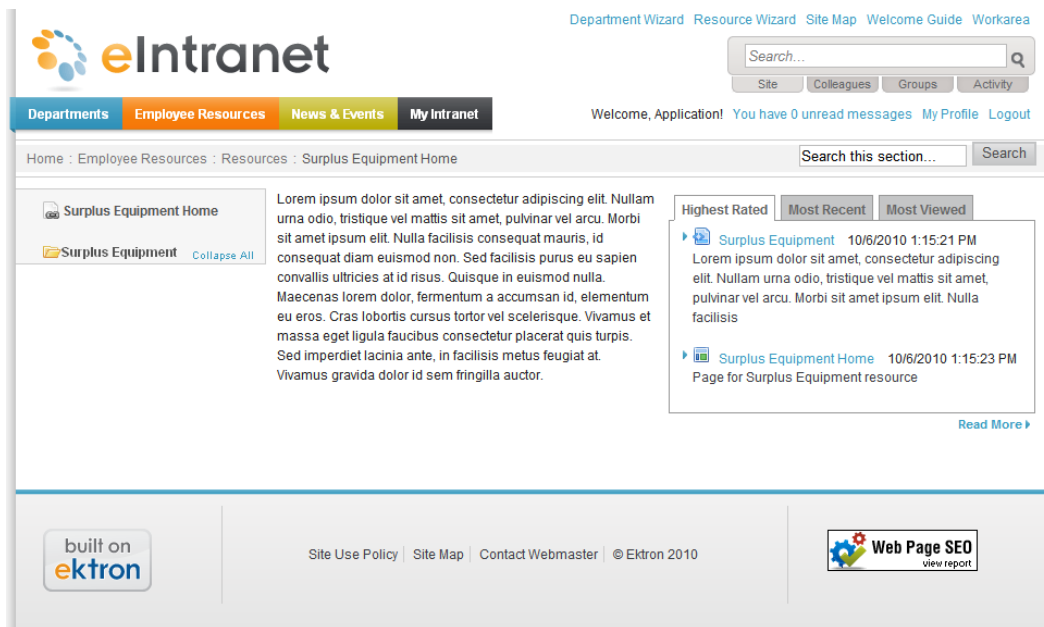 Department Wizard Resource Wizard Site Map Welcome Guide Workarea
eIntranet
Search...
Site Colleagues Groups Activity
Departments Employee Resources News & Events My Intranet
Welcome, Application! You have 0 unread messages My Profile Logout
Home : Employee Resources : Resources : Surplus Equipment Home
Search this section... Search
Surplus Equipment Home
Surplus Equipment Collapse All
Lorem ipsum dolor sit amet, consectetur adipiscing elit. Nullam
urna odio, tristique vel mattis sit amet, pulvinar vel arcu. Morbi
sit amet ipsum elit. Nulla facilisis consequat mauris, id
consequat diam euismod non. Sed facilisis purus eu sapien
convallis ultricies at id risus. Quisque in euismod nulla.
Maecenas lorem dolor, fermentum a accumsan id, elementum
eu eros. Cras lobortis cursus tortor vel scelerisque. Vivamus et
massa eget ligula faucibus consectetur placerat quis turpis.
Sed imperdiet lacinia ante, in facilisis metus feugiat at.
Vivamus gravida dolor id sem fringilla auctor.
Highest Rated Most Recent Most Viewed
Surplus Equipment 10/6/2010 1:15:21 PM
Lorem ipsum dolor sit amet, consectetur adipiscing
elit. Nullam urna odio, tristique vel mattis sit amet,
pulvinar vel arcu. Morbi sit amet ipsum elit. Nulla
facilisis
Surplus Equipment Home 10/6/2010 1:15:23 PM
Page for Surplus Equipment resource
Read More
built on
ektron
Site Use Policy Site Map Contact Webmaster © Ektron 2010
Web Page SEO
view report